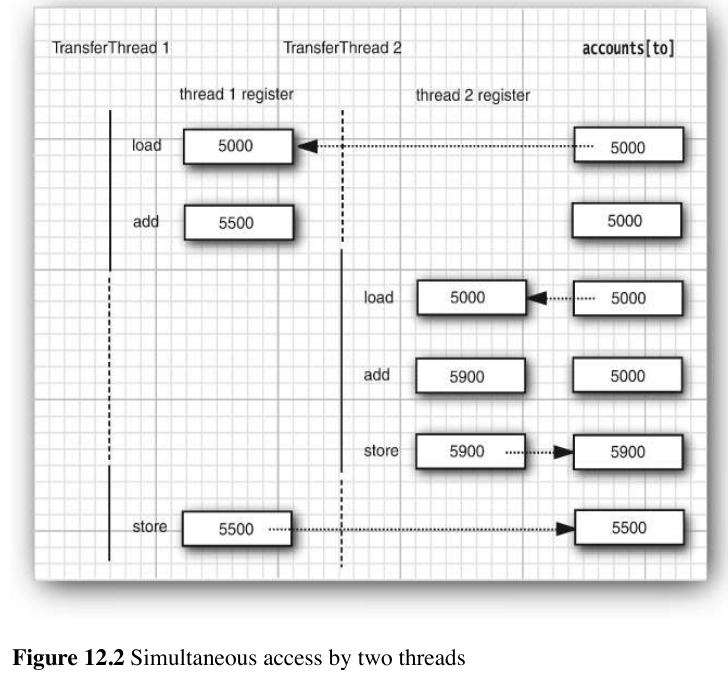 TransferThread 1 TransferThread 2 accounts[to]
thread 1 register thread 2 register
load 5000 5000
add 5500 5000
load 5000 5000
add 5900 5000
store 5900 5900
store 5500 5500
Figure 12.2 Simultaneous access by two threads